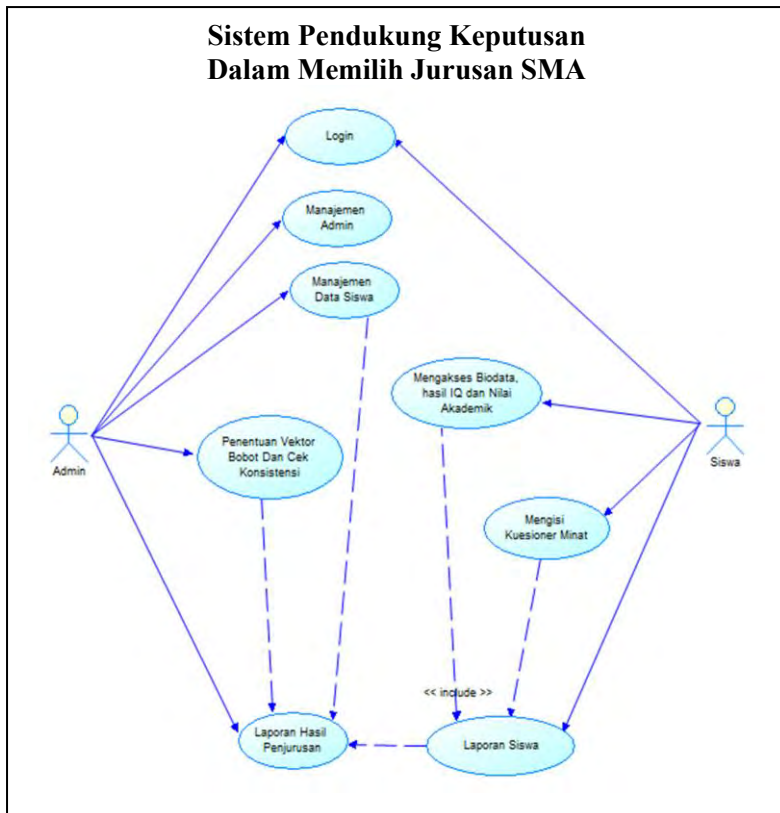 Sistem Pendukung Keputusan
Dalam Memilih Jurusan SMA
Login
Manajemen
Admin
Manajemen
Data Siswa
Mengakses Biodata,
hasil IQ dan Nilai
Akademik
Admin
Penentuan Vektor
Bobot Dan Cek
Konsistensi
Siswa
Mengisi
Kuesioner Minat
<< include >>
Laporan Hasil
Penjurusan
Laporan Siswa